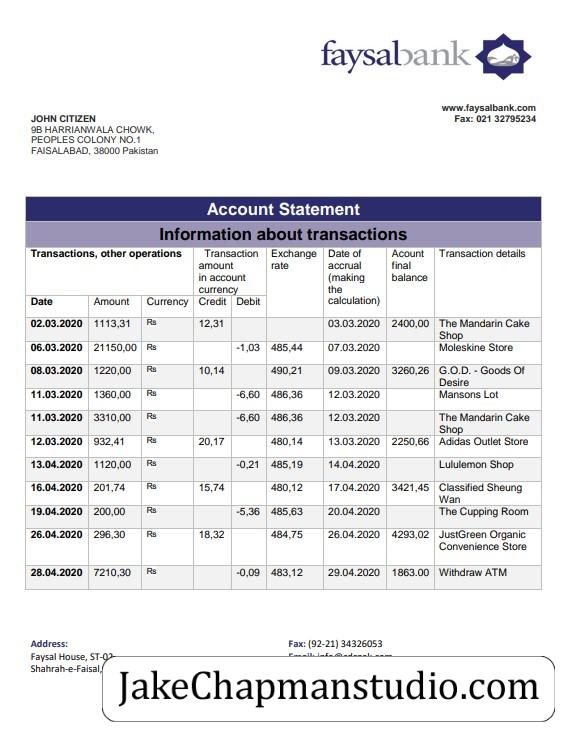 faysalbank
www.faysalbank.com
Fax: 021 32795234
JOHN CITIZEN
9B HARRIANWALA CHOWK,
PEOPLES COLONY NO.1
FAISALABAD, 38000 Pakistan
Account Statement
Information about transactions
Transactions, other operations
Transaction
amount
in account
currency
Exchange
rate
Date of
accrual
(making
the
calculation)
Acount
final
balance
Transaction details
Date Amount Currency Credit Debit
02.03.2020 1113,31 Rs 12,31 03.03.2020 2400,00 The Mandarin Cake
Shop
06.03.2020 21150,00 Rs -1,03 485,44 07.03.2020 Moleskine Store
08.03.2020 1220,00 Rs 10,14 490,21 09.03.2020 3260,26 G.O.D. - Goods Of
Desire
11.03.2020 1360,00 Rs -6,60 486,36 12.03.2020 Mansons Lot
11.03.2020 3310,00 Rs -6,60 486,36 12.03.2020 The Mandarin Cake
Shop
12.03.2020 932,41 Rs 20,17 480,14 13.03.2020 2250,66 Adidas Outlet Store
13.04.2020 1120,00 Rs -0,21 485,19 14.04.2020 Lululemon Shop
16.04.2020 201,74 Rs 15,74 480,12 17.04.2020 3421,45 Classified Sheung
Wan
19.04.2020 200,00 Rs -5,36 485,63 20.04.2020 The Cupping Room
26.04.2020 296,30 Rs 18,32 484,75 26.04.2020 4293,02 JustGreen Organic
Convenience Store
28.04.2020 7210,30 Rs -0,09 483,12 29.04.2020 1863.00 Withdraw ATM
Address:
Faysal House, ST-02
Shahrah-e-Faisal,
Fax: (92-21) 34326053
JakeChapmanstudio.com